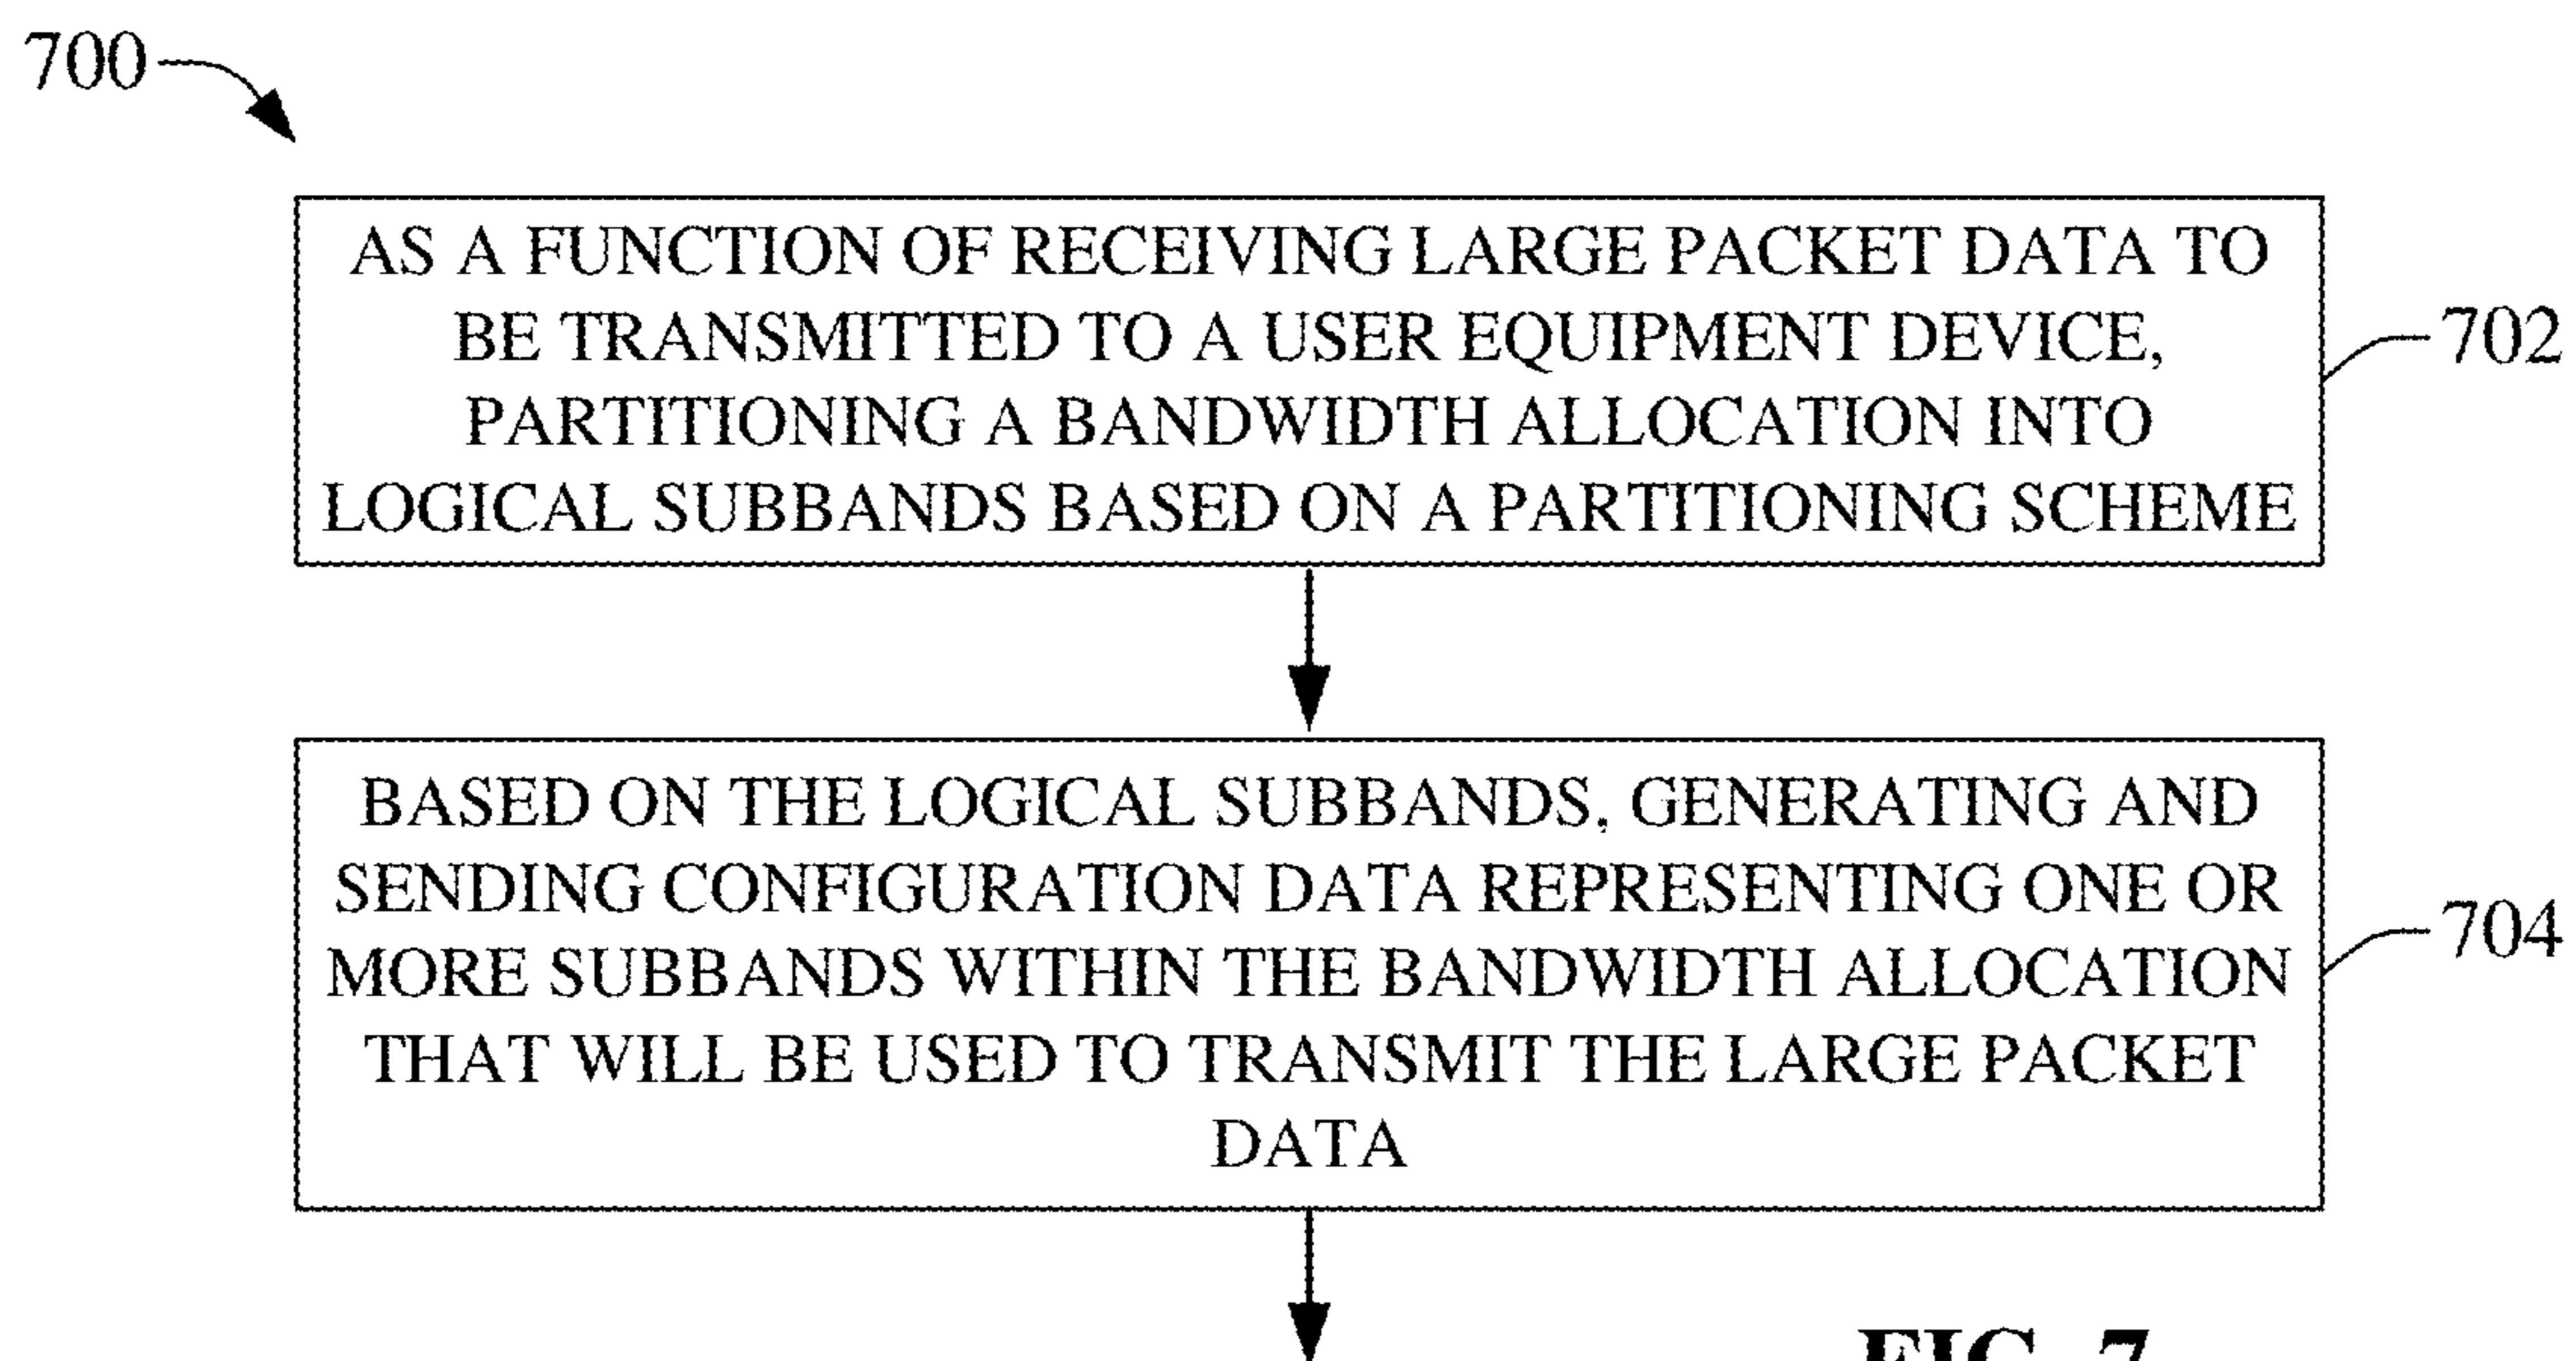 700
AS A FUNCTION OF RECEIVING LARGE PACKET DATA TO
BE TRANSMITTED TO A USER EQUIPMENT DEVICE,
PARTITIONING A BANDWIDTH ALLOCATION INTO
LOGICAL SUBBANDS BASED ON A PARTITIONING SCHEME
702
BASED ON THE LOGICAL SUBBANDS, GENERATING AND
SENDING CONFIGURATION DATA REPRESENTING ONE OR
MORE SUBBANDS WITHIN THE BANDWIDTH ALLOCATION
THAT WILL BE USED TO TRANSMIT THE LARGE PACKET
DATA
704
FIG. 7